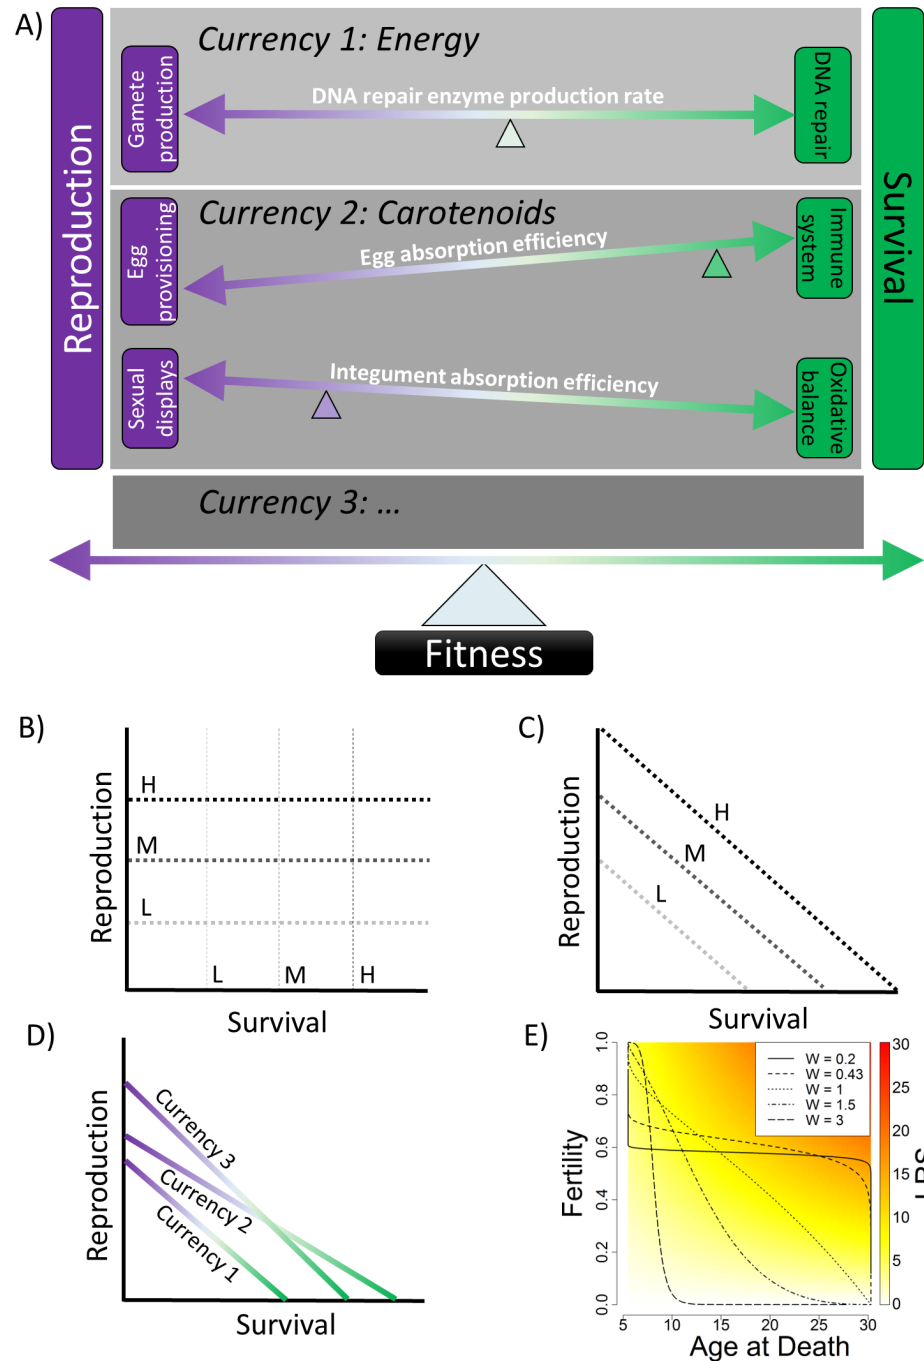 A)
Reproduction
Survival
Currency 1: Energy
Gamete
production
DNA repair enzyme production rate
DNA repair
Currency 2: Carotenoids
Egg
provisioning
Egg absorption efficiency
Immune
system
Sexual
displays
Integument absorption efficiency
Oxidative
balance
Currency 3: ...
Fitness
B)
Reproduction
H
M
L
L
M
H
Survival
C)
Reproduction
H
M
L
Survival
D)
Reproduction
Currency 3
Currency 2
Currency 1
Survival
E)
Fertility
1.0
0.8
0.6
0.4
0.2
0.0
W = 0.2
W = 0.43
W = 1
W = 1.5
W = 3
5
10
15
20
25
30
Age at Death
30
25
20
15
10
5
0